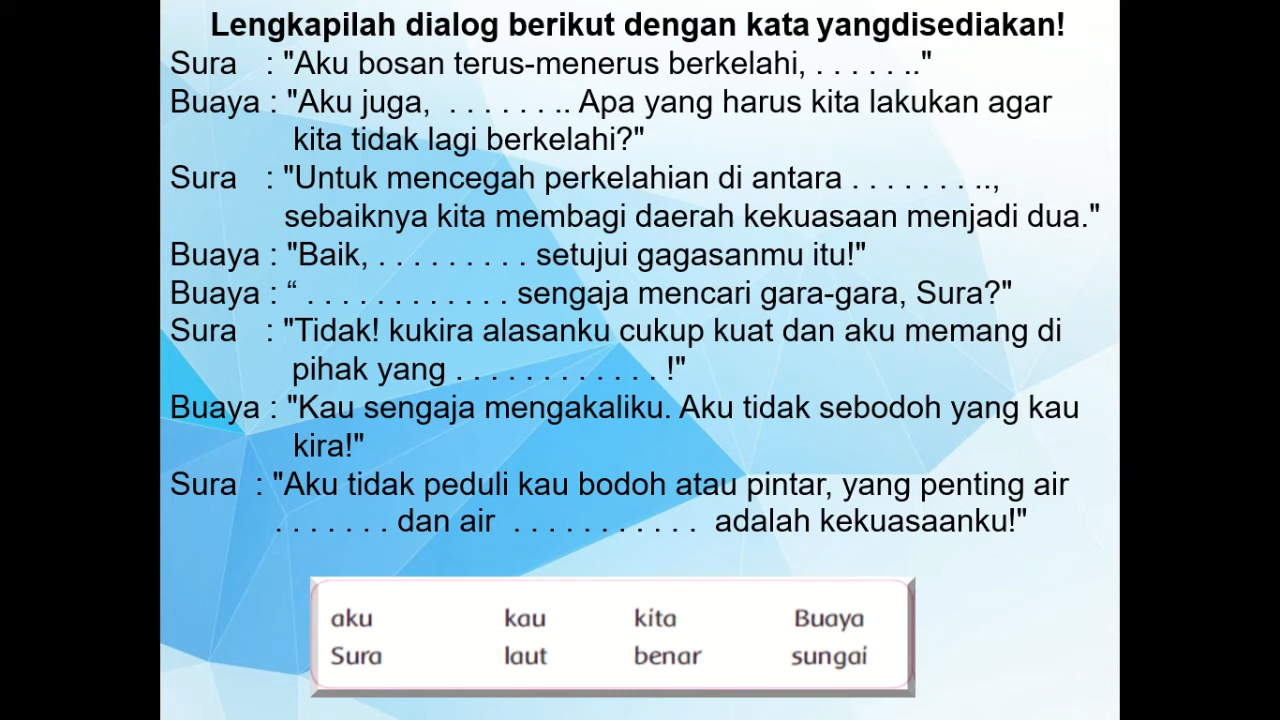 Lengkapilah dialog berikut dengan kata yangdisediakan!
Sura : "Aku bosan terus-menerus berkelahi, . . . . . .."
Buaya : "Aku juga, . . . . . . .. Apa yang harus kita lakukan agar
kita tidak lagi berkelahi?"
Sura : "Untuk mencegah perkelahian di antara . . . . . . . ..,
sebaiknya kita membagi daerah kekuasaan menjadi dua."
Buaya : "Baik, . . . . . . . . . setujui gagasanmu itu!"
Buaya : “ . . . . . . . . . . . . sengaja mencari gara-gara, Sura?"
Sura : "Tidak! kukira alasanku cukup kuat dan aku memang di
pihak yang . . . . . . . . . . . . !"
Buaya : "Kau sengaja mengakaliku. Aku tidak sebodoh yang kau
kira!"
Sura : "Aku tidak peduli kau bodoh atau pintar, yang penting air
. . . . . . . dan air . . . . . . . . . . . adalah kekuasaanku!"
aku kau kita Buaya
Sura laut benar sungai